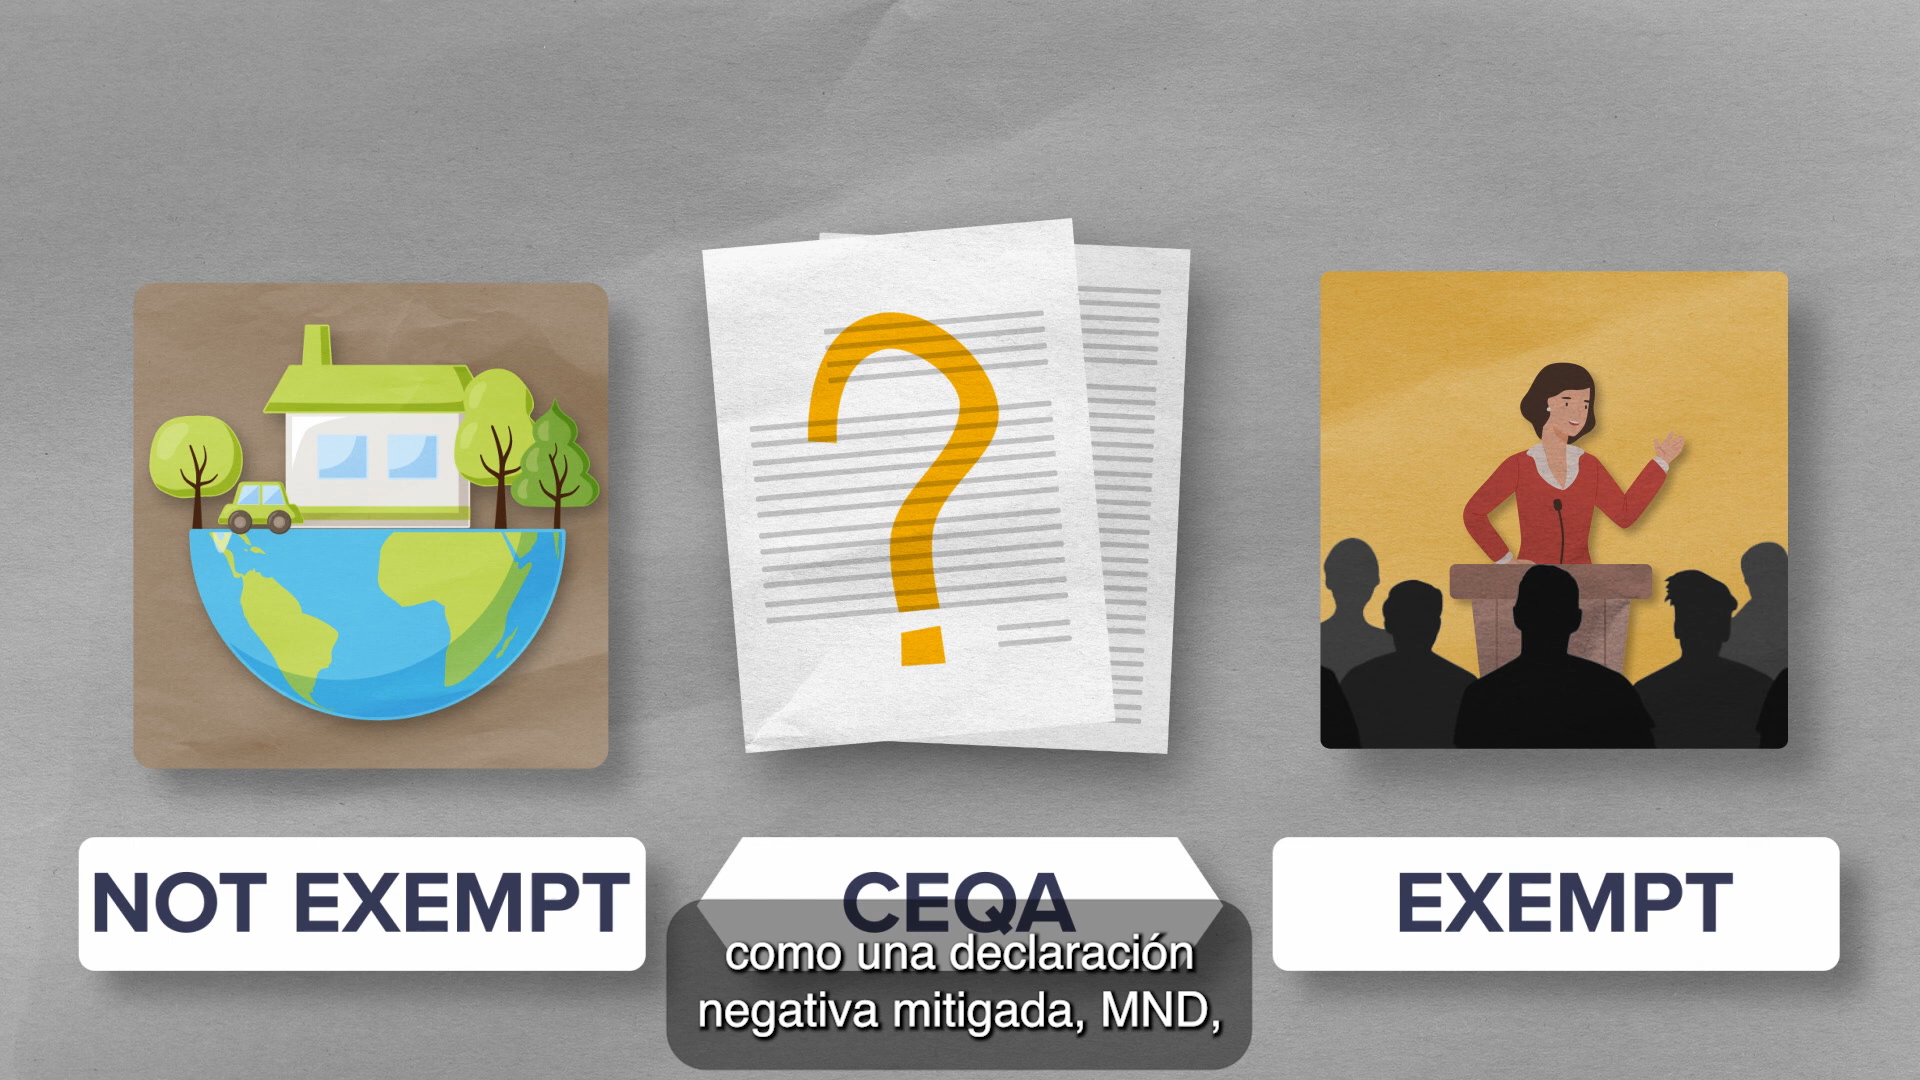 NOT EXEMPT
CEQA
EXEMPT
como una declaración
negativa mitigada, MND,